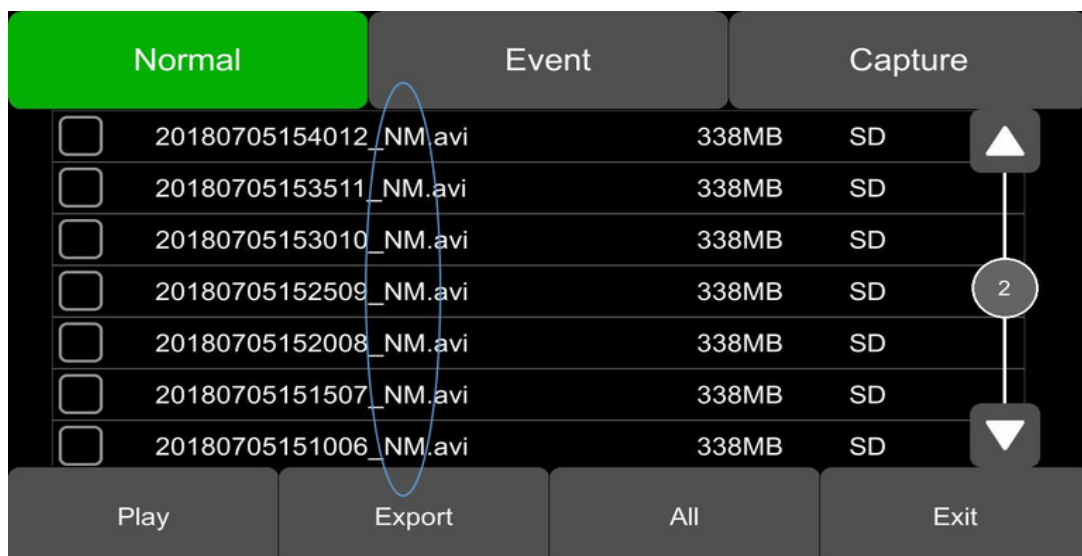 Normal Event Capture
20180705154012_NM.avi 338MB SD
20180705153511_NM.avi 338MB SD
20180705153010_NM.avi 338MB SD
20180705152509_NM.avi 338MB SD
2
20180705152008_NM.avi 338MB SD
20180705151507_NM.avi 338MB SD
20180705151006_NM.avi 338MB SD
Play Export All Exit